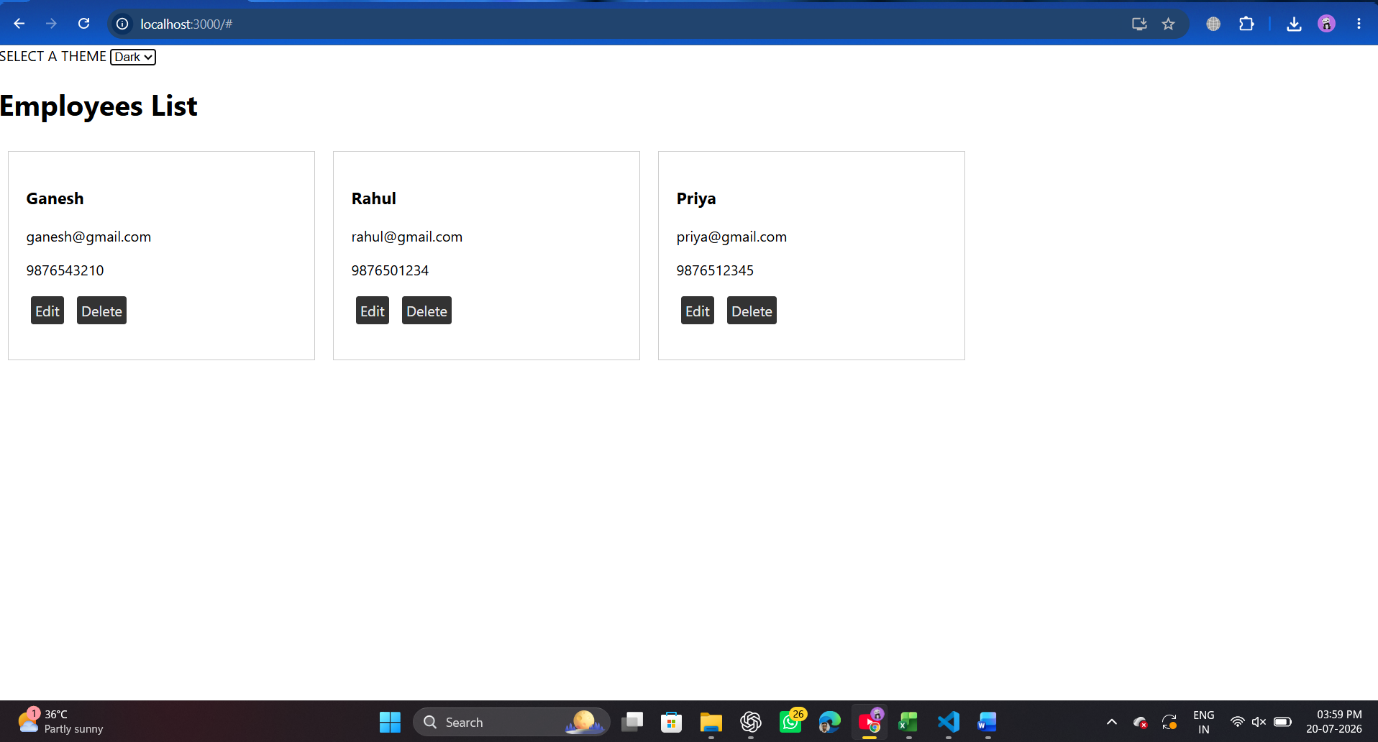 localhost:3000/#
SELECT A THEME Dark
Employees List
Ganesh
ganesh@gmail.com
9876543210
Edit Delete
Rahul
rahul@gmail.com
9876501234
Edit Delete
Priya
priya@gmail.com
9876512345
Edit Delete
1
36°C
Partly sunny
Search
26
ENG
IN
03:59 PM
20-07-2026